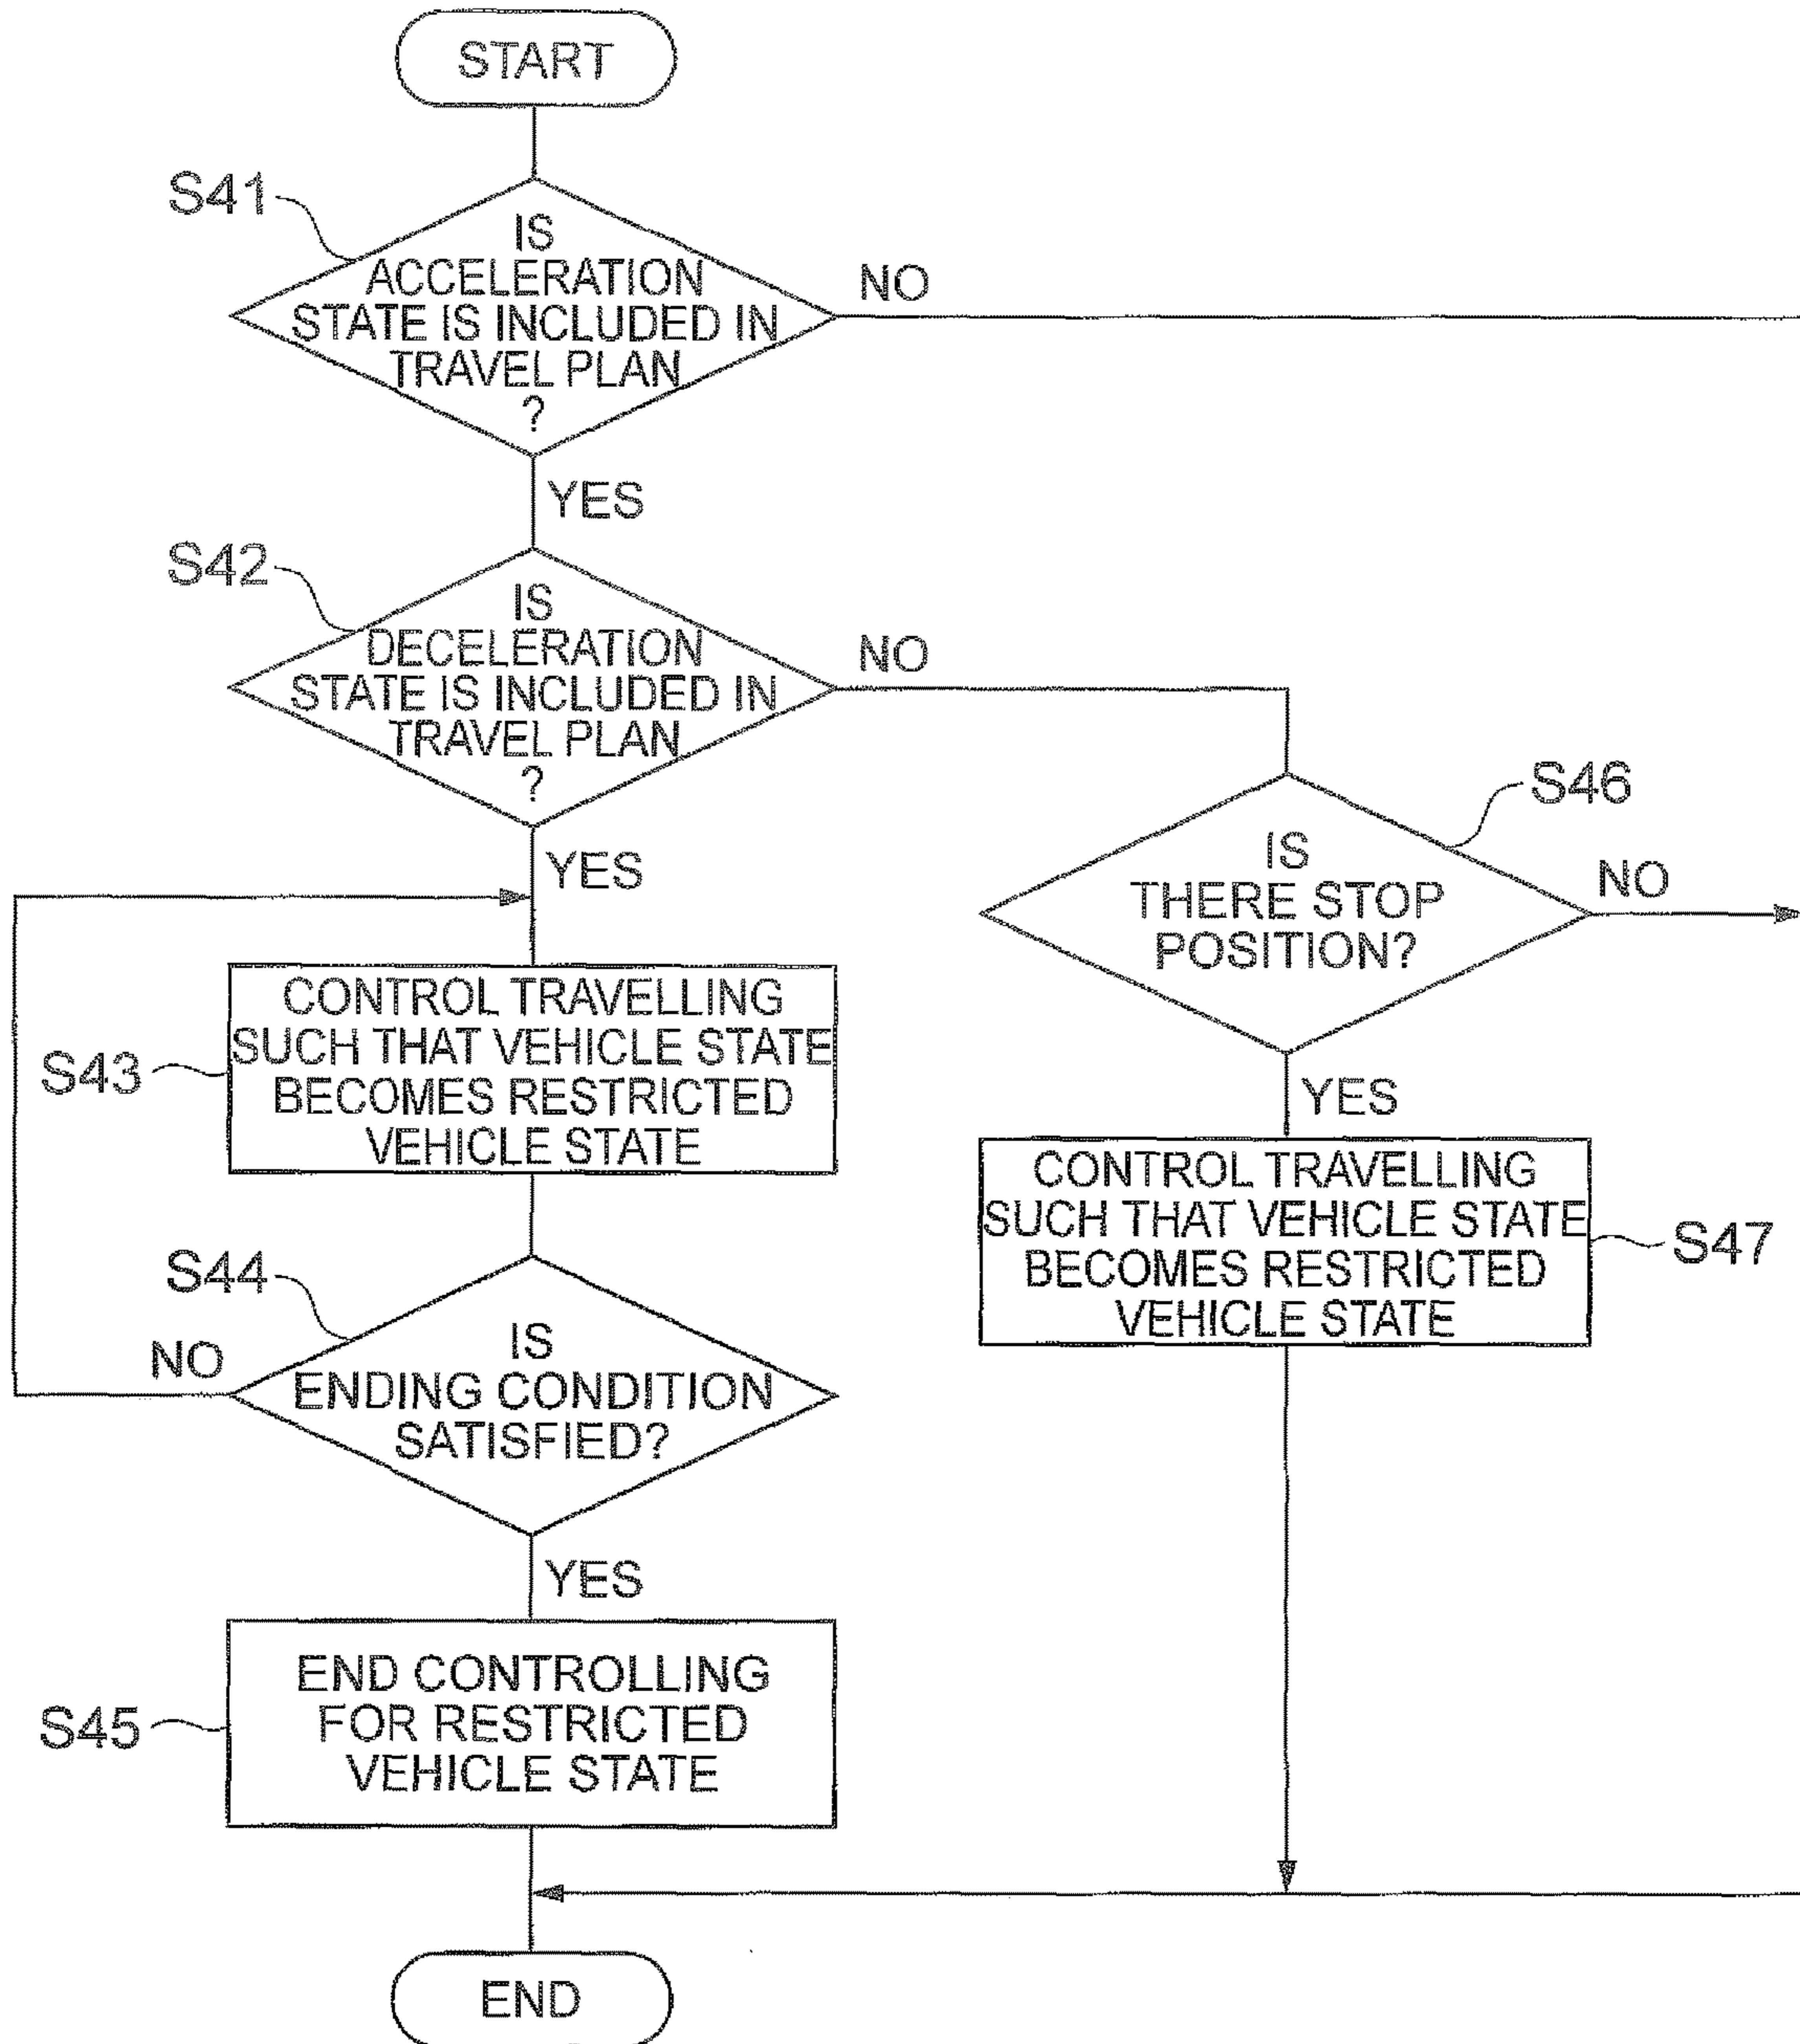 START
S41
IS
ACCELERATION
STATE IS INCLUDED IN
TRAVEL PLAN
?
NO
YES
S42
IS
DECELERATION
STATE IS INCLUDED IN
TRAVEL PLAN
?
NO
YES
S46
IS
THERE STOP
POSITION?
NO
YES
S43
CONTROL TRAVELLING
SUCH THAT VEHICLE STATE
BECOMES RESTRICTED
VEHICLE STATE
S47
CONTROL TRAVELLING
SUCH THAT VEHICLE STATE
BECOMES RESTRICTED
VEHICLE STATE
S44
IS
ENDING CONDITION
SATISFIED?
NO
YES
S45
END CONTROLLING
FOR RESTRICTED
VEHICLE STATE
END